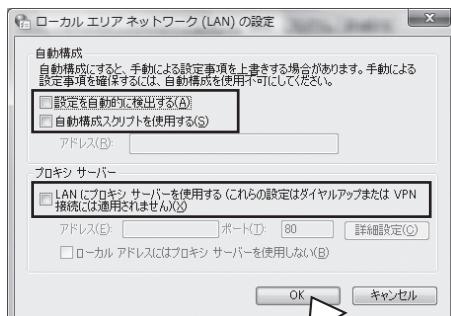 ローカル エリア ネットワーク (LAN) の設定
自動構成
自動構成にすると、手動による設定事項を上書きする場合があります。手動による
設定事項を確保するには、自動構成を使用不可にしてください。
設定を自動的に検出する(A)
自動構成スクリプトを使用する(S)
アドレス(R):
プロキシ サーバー
LAN にプロキシ サーバーを使用する (これらの設定はダイヤルアップまたは VPN
接続には適用されません)(X)
アドレス(E): ポート(T): 80 詳細設定(C)
ローカル アドレスにはプロキシ サーバーを使用しない(B)
OK キャンセル